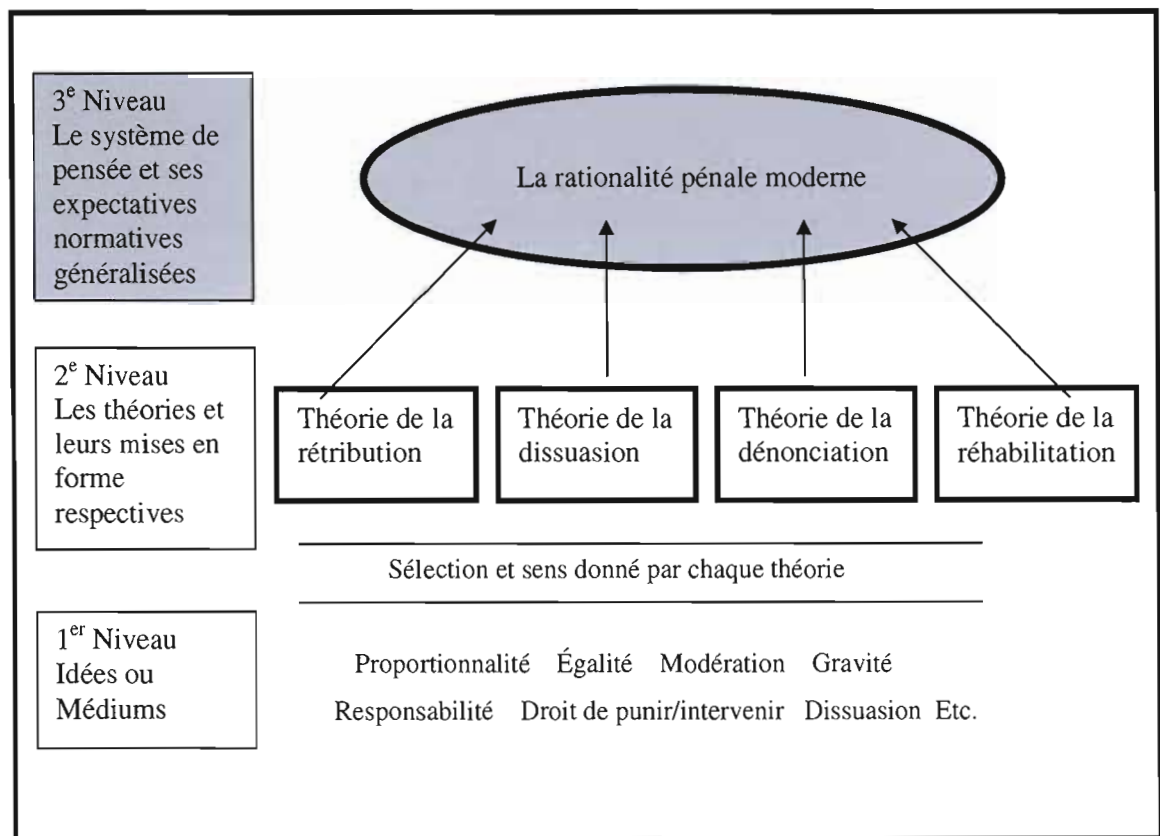 3e Niveau
Le système de
pensée et ses
expectatives
normatives
généralisées
La rationalité pénale moderne
2e Niveau
Les théories et
leurs mises en
forme
respectives
Théorie de la
rétribution
Théorie de la
dissuasion
Théorie de la
dénonciation
Théorie de la
réhabilitation
Sélection et sens donné par chaque théorie
1er Niveau
Idées ou
Médiums
Proportionnalité Égalité Modération Gravité
Responsabilité Droit de punir/intervenir Dissuasion Etc.